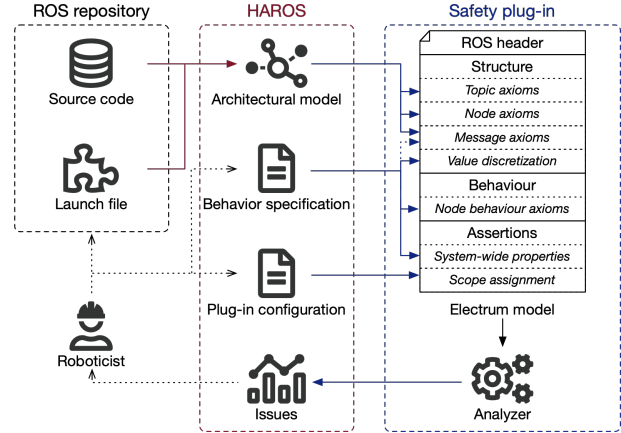 ROS repository
Source code
Launch file
Roboticist
HAROS
Architectural model
Behavior specification
Plug-in configuration
Issues
Safety plug-in
ROS header
Structure
Topic axioms
Node axioms
Message axioms
Value discretization
Behaviour
Node behaviour axioms
Assertions
System-wide properties
Scope assignment
Electrum model
Analyzer